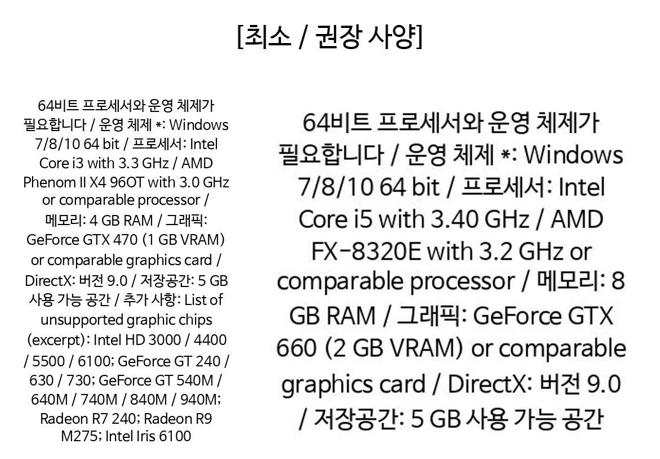 [최소 / 권장 사양]
64비트 프로세서와 운영 체제가
필요합니다 / 운영 체제 *: Windows
7/8/10 64 bit / 프로세서: Intel
Core i3 with 3.3 GHz / AMD
Phenom II X4 96OT with 3.0 GHz
or comparable processor /
메모리: 4 GB RAM / 그래픽:
GeForce GTX 470 (1 GB VRAM)
or comparable graphics card /
DirectX: 버전 9.0 / 저장공간: 5 GB
사용 가능 공간 / 추가 사항: List of
unsupported graphic chips
(excerpt): Intel HD 3000 / 4400
/ 5500 / 6100; GeForce GT 240 /
630 / 730; GeForce GT 540M /
640M / 740M / 840M / 940M;
Radeon R7 240; Radeon R9
M275; Intel Iris 6100
64비트 프로세서와 운영 체제가
필요합니다 / 운영 체제 *: Windows
7/8/10 64 bit / 프로세서: Intel
Core i5 with 3.40 GHz / AMD
FX-8320E with 3.2 GHz or
comparable processor / 메모리: 8
GB RAM / 그래픽: GeForce GTX
660 (2 GB VRAM) or comparable
graphics card / DirectX: 버전 9.0
/ 저장공간: 5 GB 사용 가능 공간